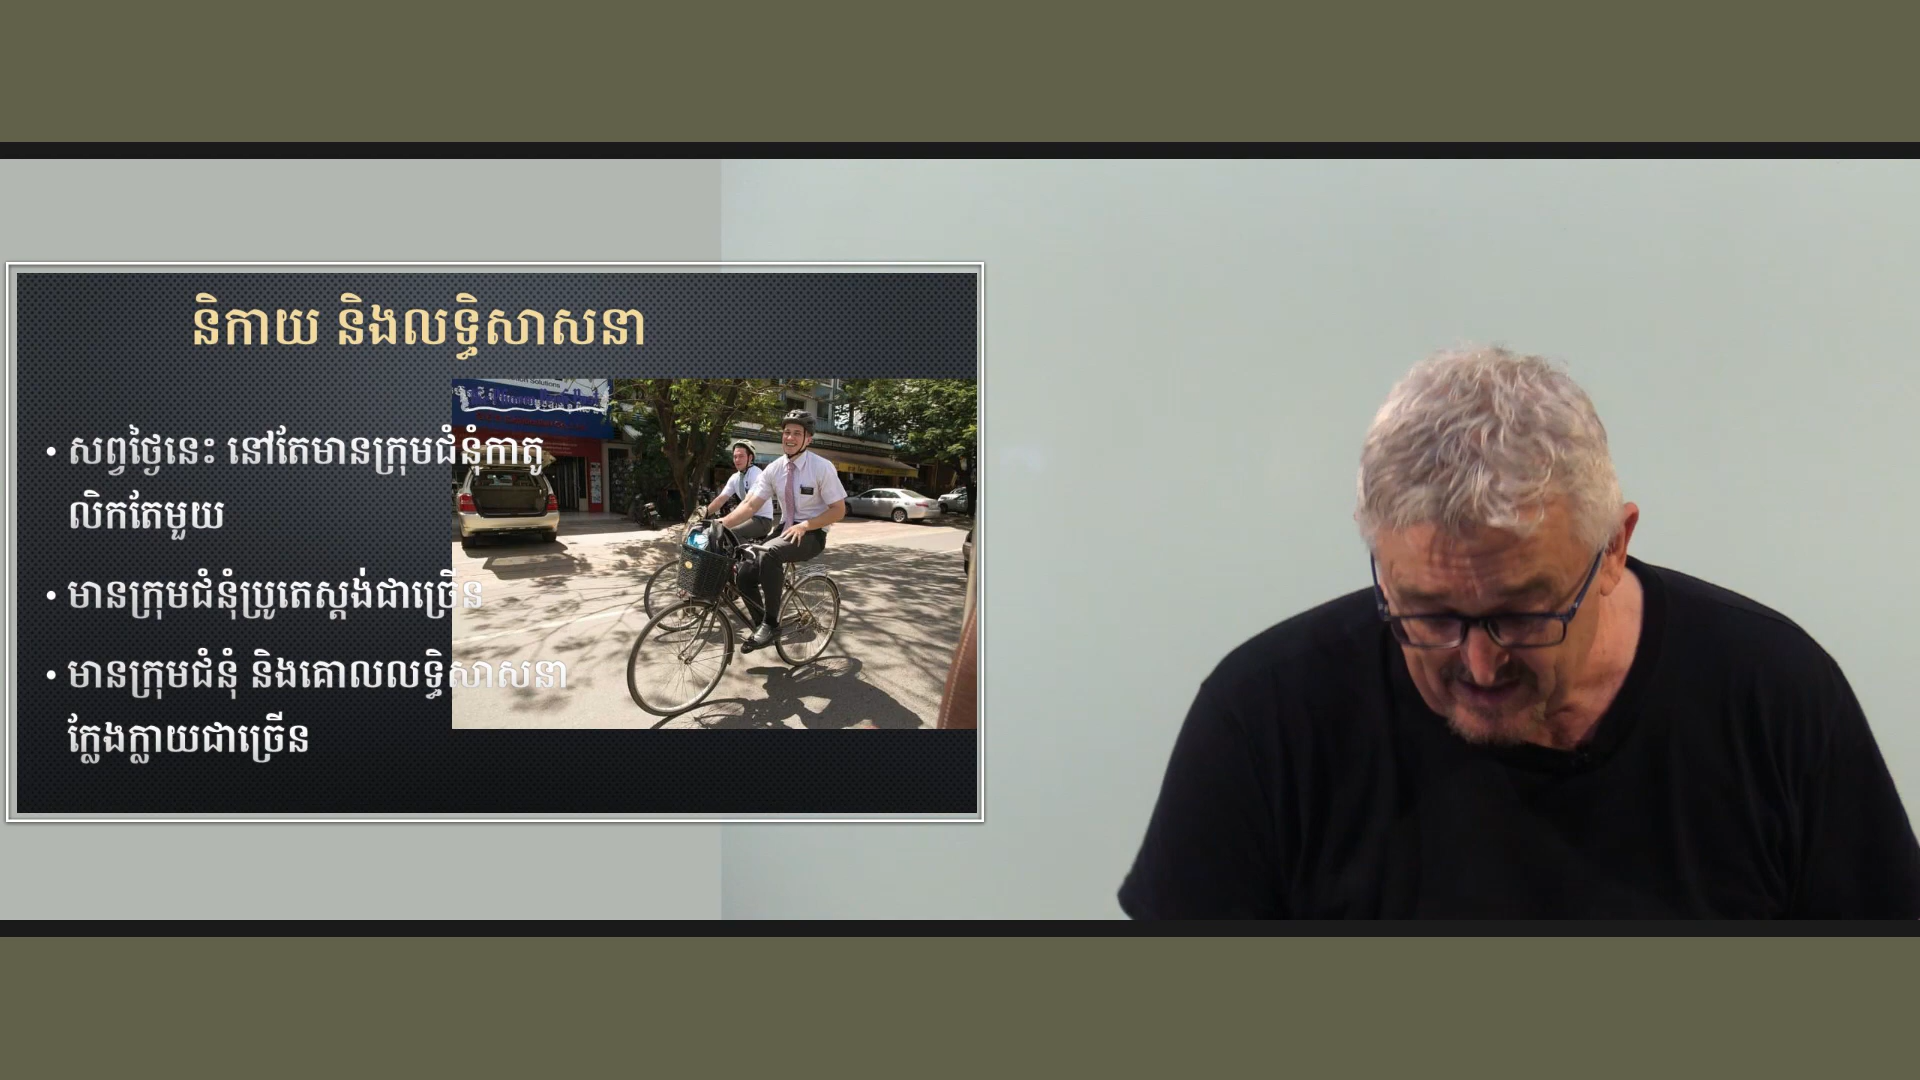 និកាយ និងលទ្ធិសាសនា
• សព្វថ្ងៃនេះ នៅតែមានក្រុមជំនុំកាតូ
លិកតែមួយ
• មានក្រុមជំនុំប្រូតេស្តង់ជាច្រើន
• មានក្រុមជំនុំ និងគោលលទ្ធិសាសនា
ក្លែងក្លាយជាច្រើន
Solutions